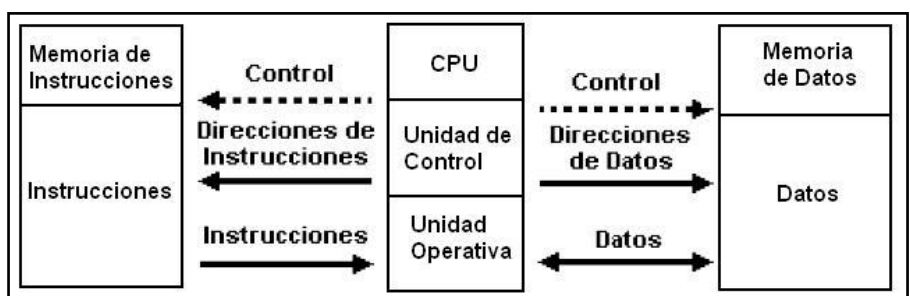 Memoria de
Instrucciones
Instrucciones
Control
Direcciones de
Instrucciones
Instrucciones
CPU
Unidad de
Control
Unidad
Operativa
Control
Direcciones
de Datos
Datos
Memoria
de Datos
Datos